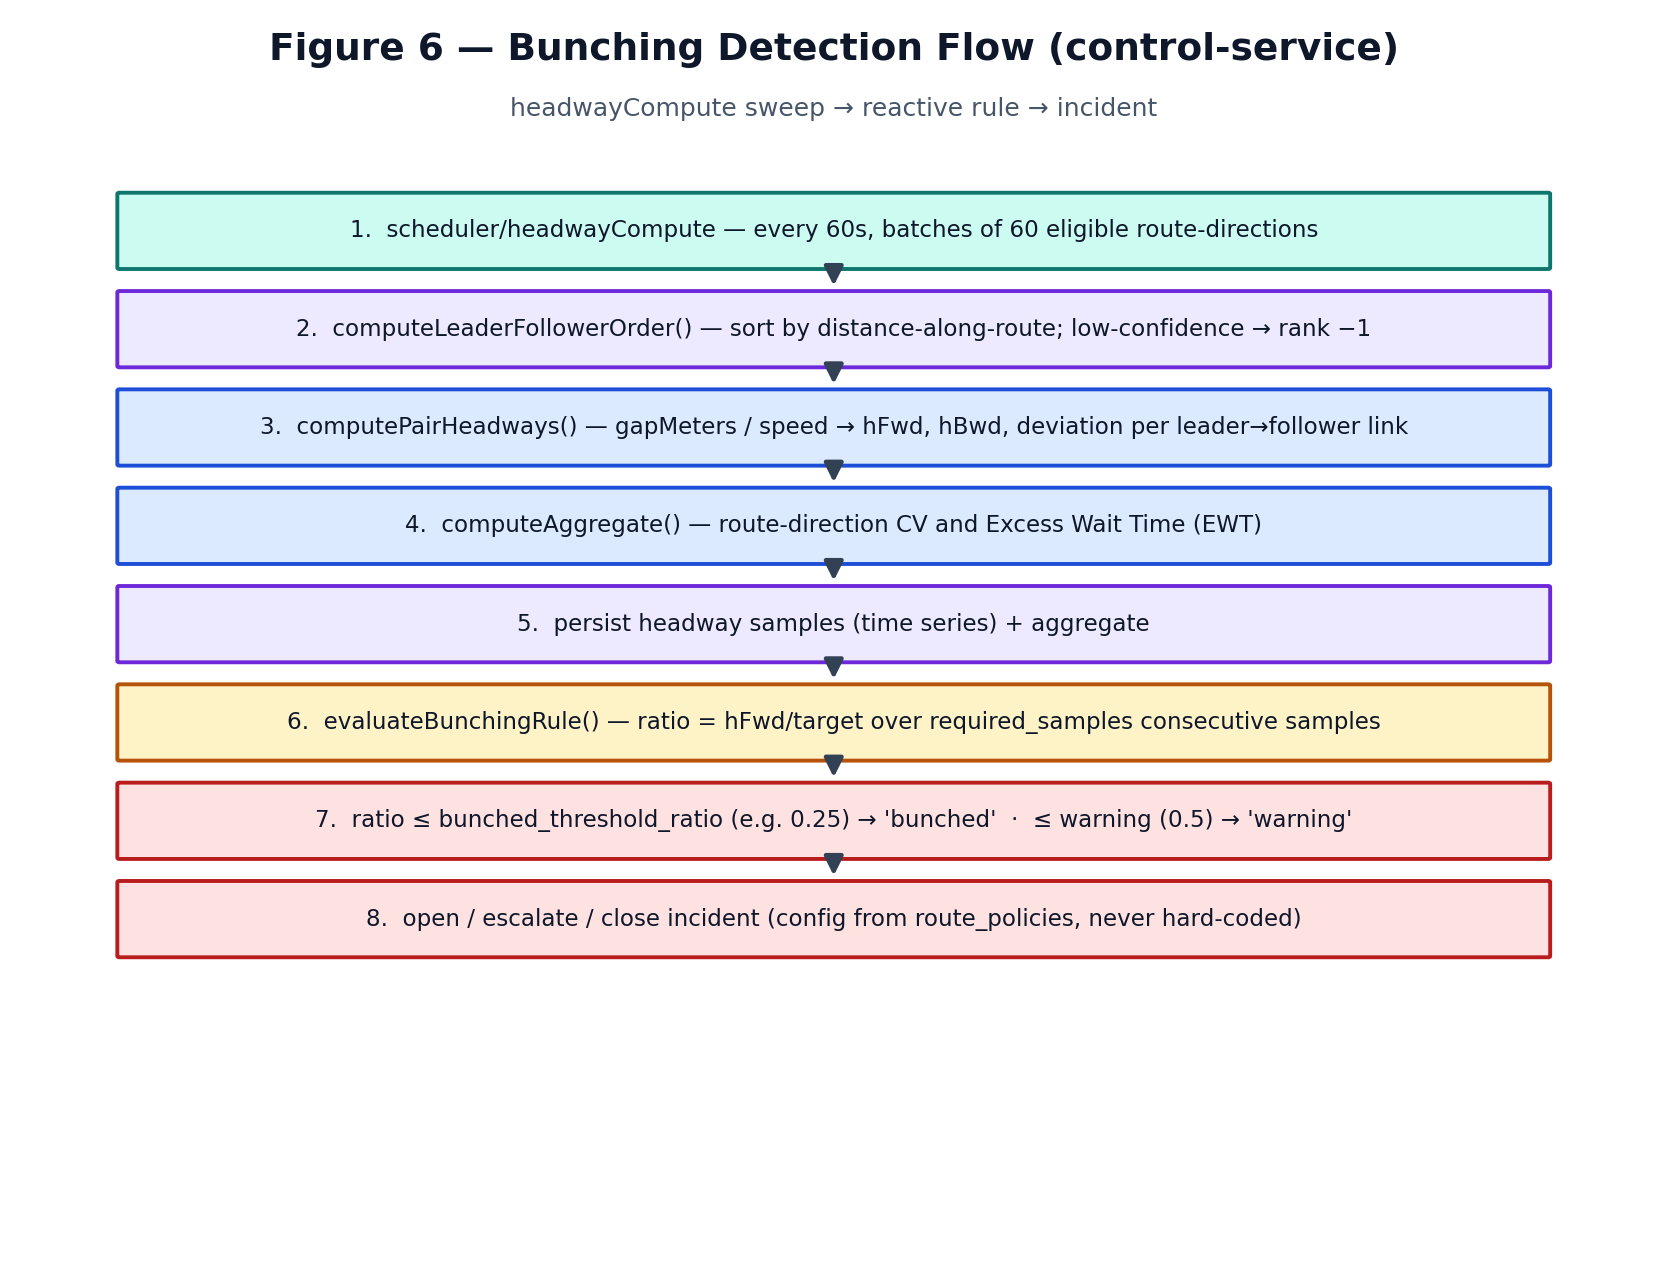 Figure 6 — Bunching Detection Flow (control-service)
headwayCompute sweep → reactive rule → incident
1.  scheduler/headwayCompute — every 60s, batches of 60 eligible route-directions
2.  computeLeaderFollowerOrder() — sort by distance-along-route; low-confidence → rank −1
3.  computePairHeadways() — gapMeters / speed → hFwd, hBwd, deviation per leader→follower link
4.  computeAggregate() — route-direction CV and Excess Wait Time (EWT)
5.  persist headway samples (time series) + aggregate
6.  evaluateBunchingRule() — ratio = hFwd/target over required_samples consecutive samples
7.  ratio ≤ bunched_threshold_ratio (e.g. 0.25) → 'bunched'  ·  ≤ warning (0.5) → 'warning'
8.  open / escalate / close incident (config from route_policies, never hard-coded)